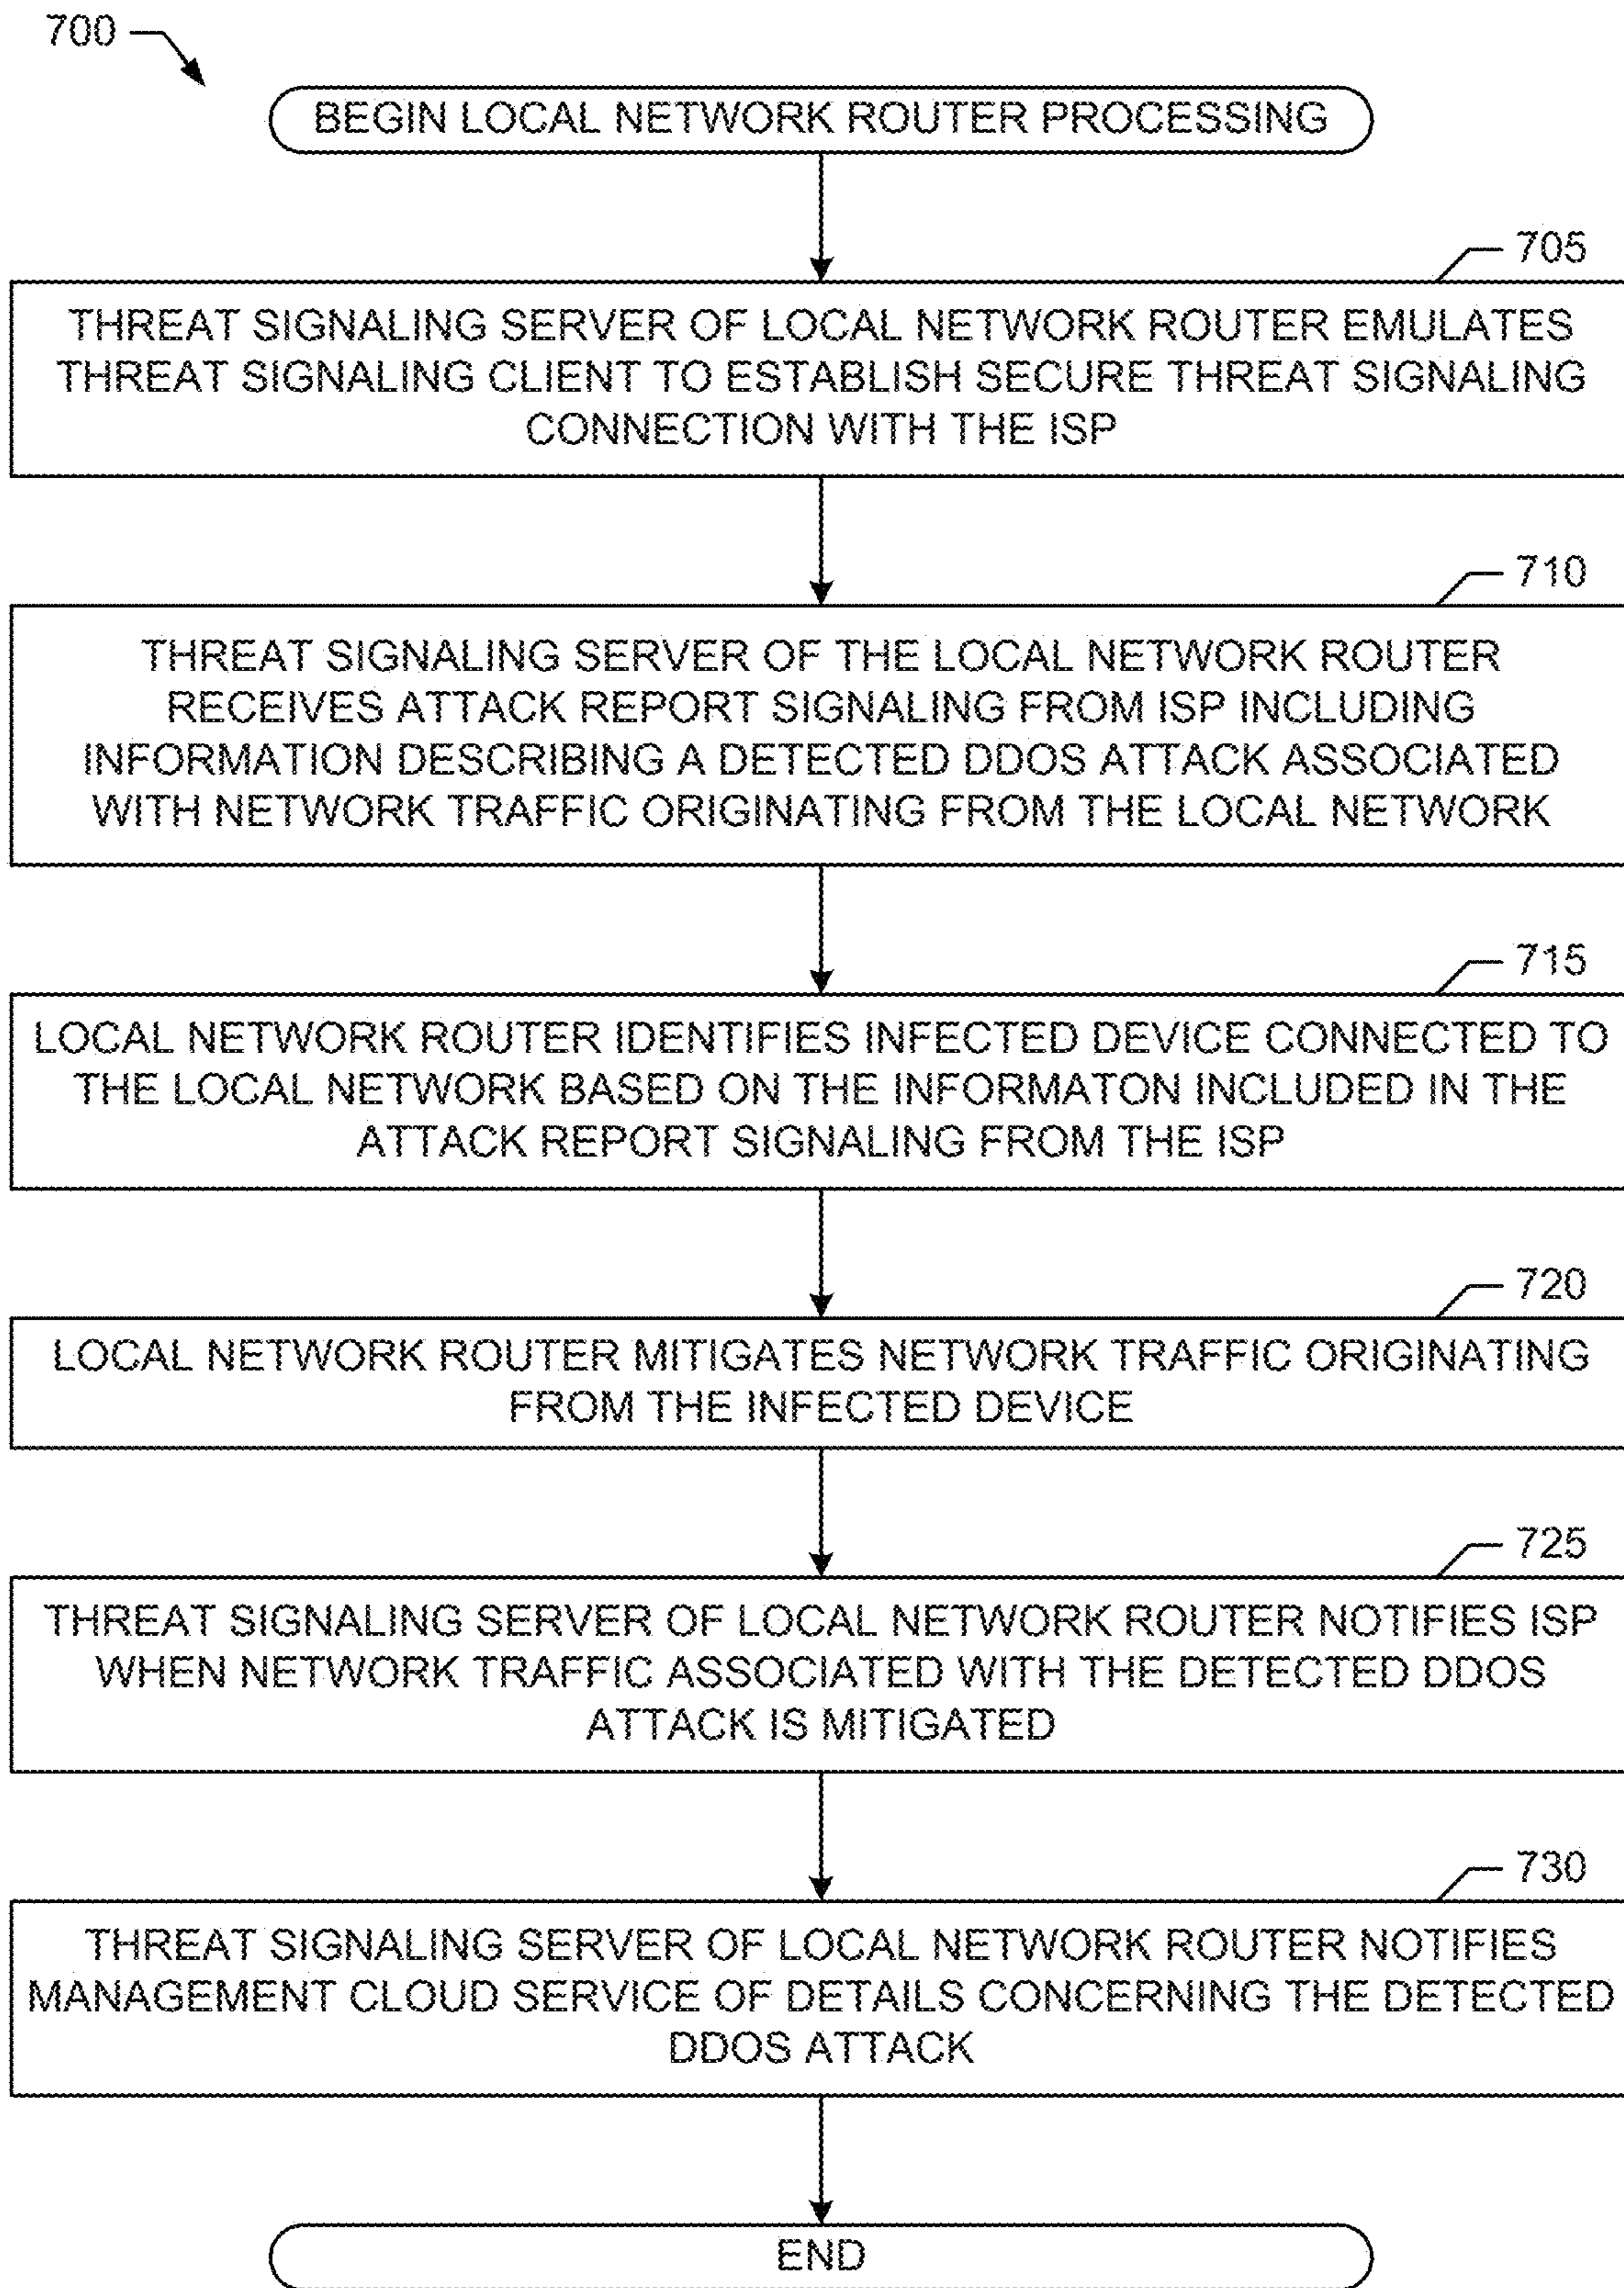 700
BEGIN LOCAL NETWORK ROUTER PROCESSING
705
THREAT SIGNALING SERVER OF LOCAL NETWORK ROUTER EMULATES
THREAT SIGNALING CLIENT TO ESTABLISH SECURE THREAT SIGNALING
CONNECTION WITH THE ISP
710
THREAT SIGNALING SERVER OF THE LOCAL NETWORK ROUTER
RECEIVES ATTACK REPORT SIGNALING FROM ISP INCLUDING
INFORMATION DESCRIBING A DETECTED DDOS ATTACK ASSOCIATED
WITH NETWORK TRAFFIC ORIGINATING FROM THE LOCAL NETWORK
715
LOCAL NETWORK ROUTER IDENTIFIES INFECTED DEVICE CONNECTED TO
THE LOCAL NETWORK BASED ON THE INFORMATON INCLUDED IN THE
ATTACK REPORT SIGNALING FROM THE ISP
720
LOCAL NETWORK ROUTER MITIGATES NETWORK TRAFFIC ORIGINATING
FROM THE INFECTED DEVICE
725
THREAT SIGNALING SERVER OF LOCAL NETWORK ROUTER NOTIFIES ISP
WHEN NETWORK TRAFFIC ASSOCIATED WITH THE DETECTED DDOS
ATTACK IS MITIGATED
730
THREAT SIGNALING SERVER OF LOCAL NETWORK ROUTER NOTIFIES
MANAGEMENT CLOUD SERVICE OF DETAILS CONCERNING THE DETECTED
DDOS ATTACK
END